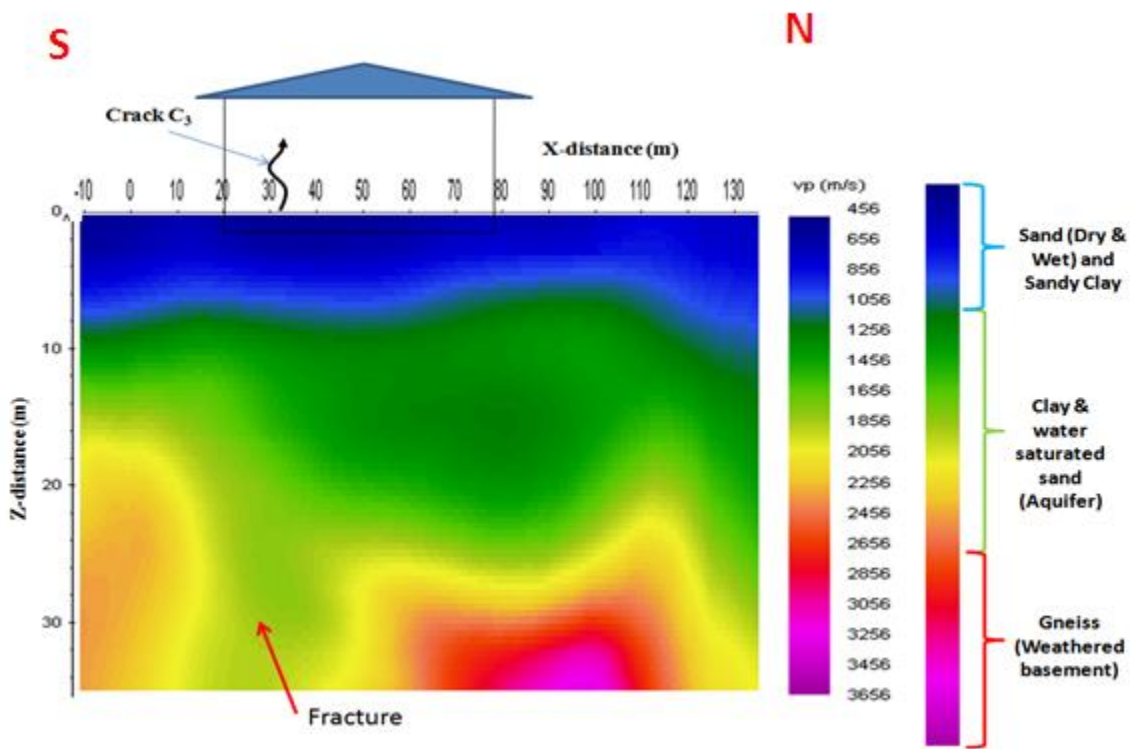 S
N
Crack C₃
X-distance (m)
-10 0 10 20 30 40 50 60 70 80 90 100 110 120 130
vp (m/s)
0
10
20
30
Z-distance (m)
456
656
856
1056
1256
1456
1656
1856
2056
2256
2456
2656
2856
3056
3256
3456
3656
Sand (Dry &
Wet) and
Sandy Clay
Clay &
water
saturated
sand
(Aquifer)
Gneiss
(Weathered
basement)
Fracture